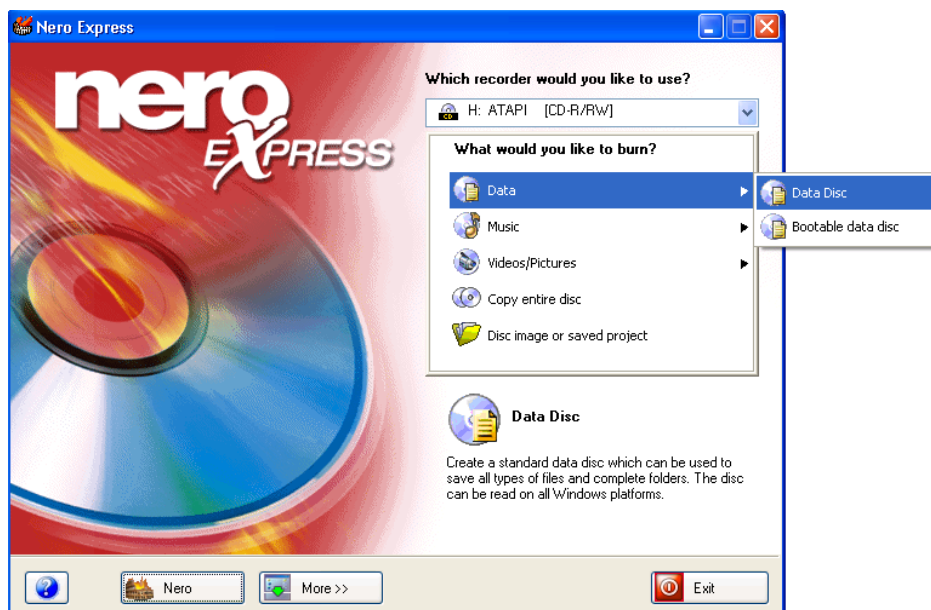 Nero Express
nero
EXPRESS
Which recorder would you like to use?
H: ATAPI [CD-R/RW]
What would you like to burn?
Data
Data Disc
Music
Bootable data disc
Videos/Pictures
Copy entire disc
Disc image or saved project
Data Disc
Create a standard data disc which can be used to
save all types of files and complete folders. The disc
can be read on all Windows platforms.
Nero
More >>
Exit